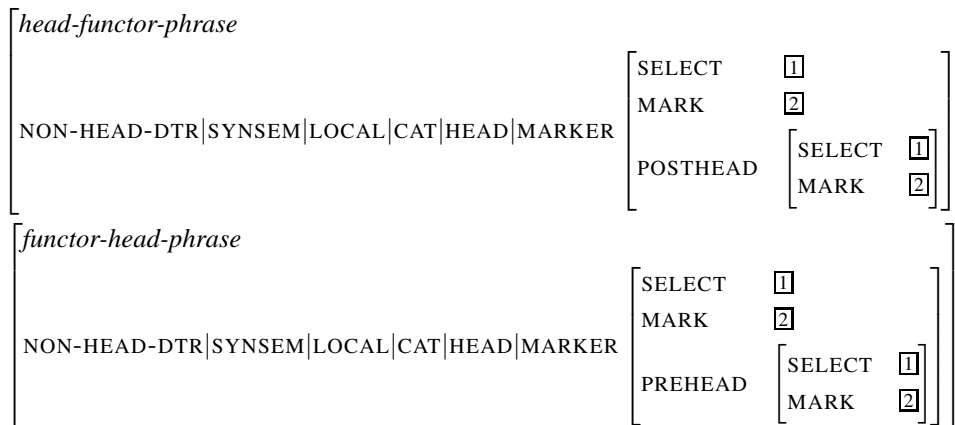 head-functor-phrase
SELECT 1
MARK 2
NON-HEAD-DTR|SYNSEM|LOCAL|CAT|HEAD|MARKER
POSTHEAD SELECT 1
MARK 2
functor-head-phrase
SELECT 1
MARK 2
NON-HEAD-DTR|SYNSEM|LOCAL|CAT|HEAD|MARKER
PREHEAD SELECT 1
MARK 2